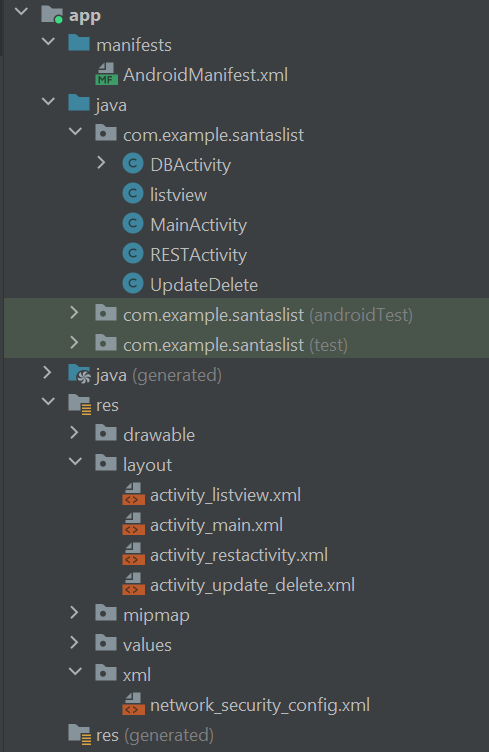 app
manifests
MF AndroidManifest.xml
java
com.example.santaslist
C DBActivity
C listview
C MainActivity
C RESTActivity
C UpdateDelete
com.example.santaslist (androidTest)
com.example.santaslist (test)
java (generated)
res
drawable
layout
<> activity_listview.xml
<> activity_main.xml
<> activity_restactivity.xml
<> activity_update_delete.xml
mipmap
values
xml
<> network_security_config.xml
res (generated)